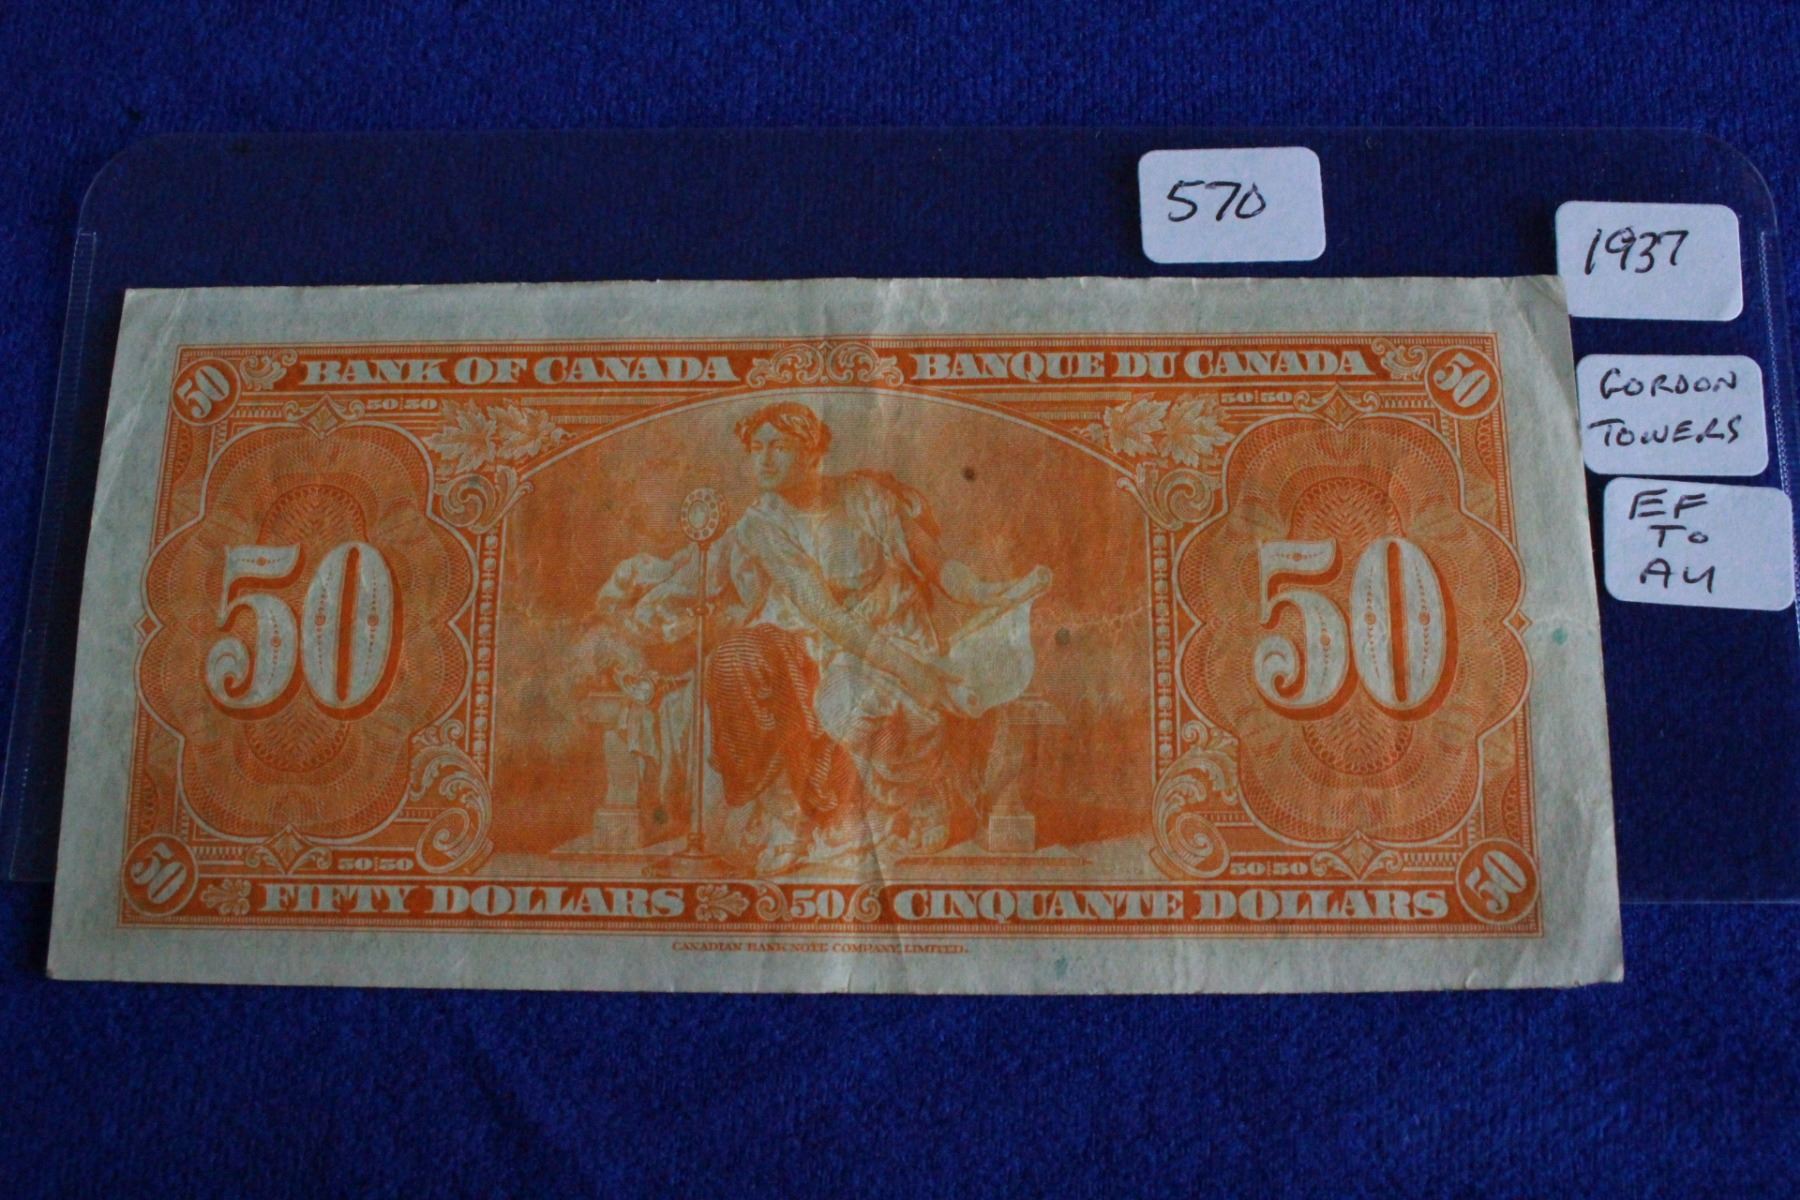 570
1937
GORDON
TOWERS
EF
TO
AU
50 BANK OF CANADA BANQUE DU CANADA 50
50 50 50 50
50 50
50 50 50 50
50 FIFTY DOLLARS 50 CINQUANTE DOLLARS 50
CANADIAN BANK NOTE COMPANY, LIMITED.